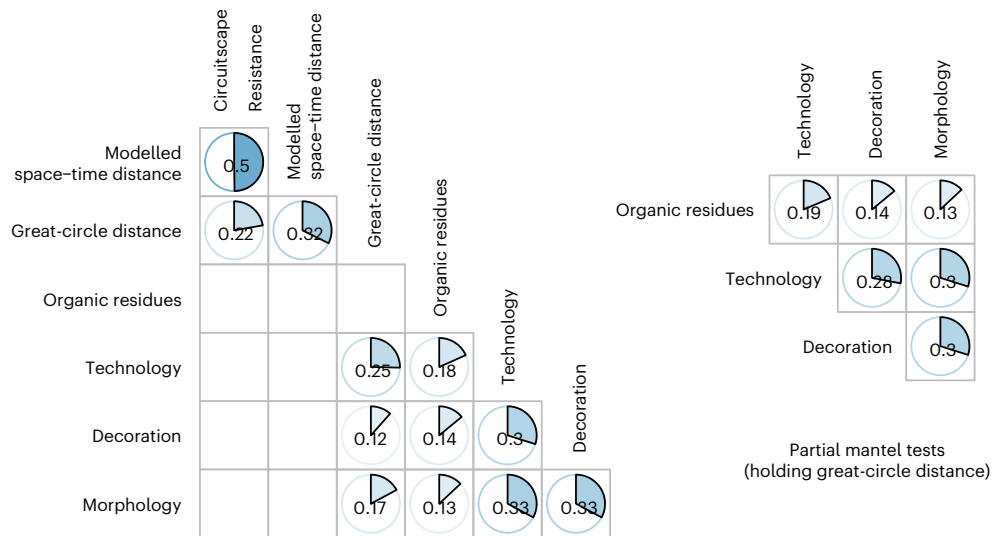 Circuitscape
Resistance
Modelled
space–time distance
Great-circle distance
Organic residues
Technology
Decoration
Modelled
space–time distance
0.5
Great-circle distance
0.22
0.32
Organic residues
Technology
0.25
0.18
Decoration
0.12
0.14
0.3
Morphology
0.17
0.13
0.33
0.33
Technology
Decoration
Morphology
Organic residues
0.19
0.14
0.13
Technology
0.28
0.3
Decoration
0.3
Partial mantel tests
(holding great-circle distance)